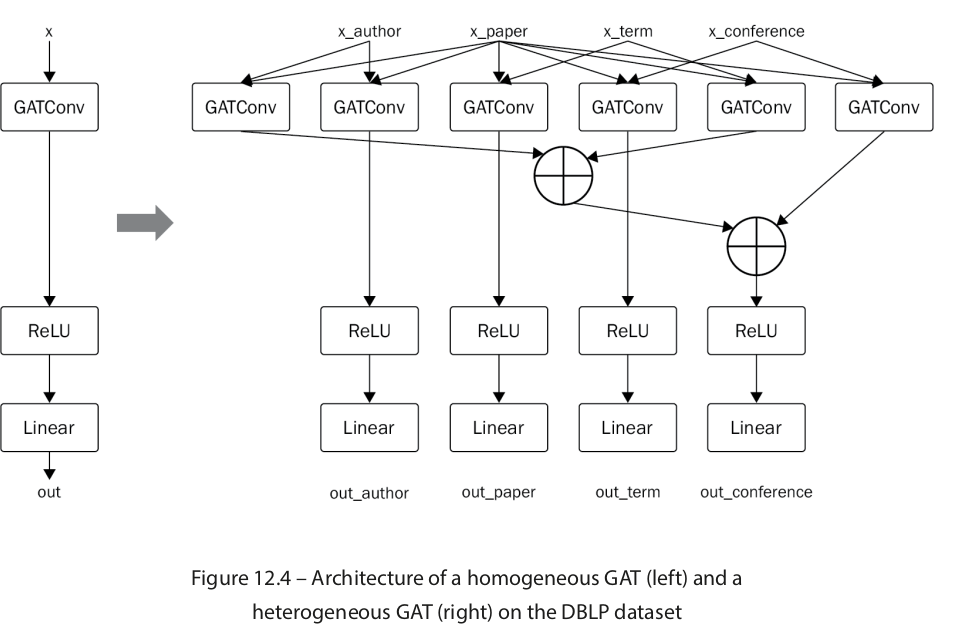 x
x_author
x_paper
x_term
x_conference
GATConv
GATConv
GATConv
GATConv
GATConv
GATConv
GATConv
ReLU
ReLU
ReLU
ReLU
ReLU
Linear
Linear
Linear
Linear
Linear
out
out_author
out_paper
out_term
out_conference
Figure 12.4 – Architecture of a homogeneous GAT (left) and a
heterogeneous GAT (right) on the DBLP dataset